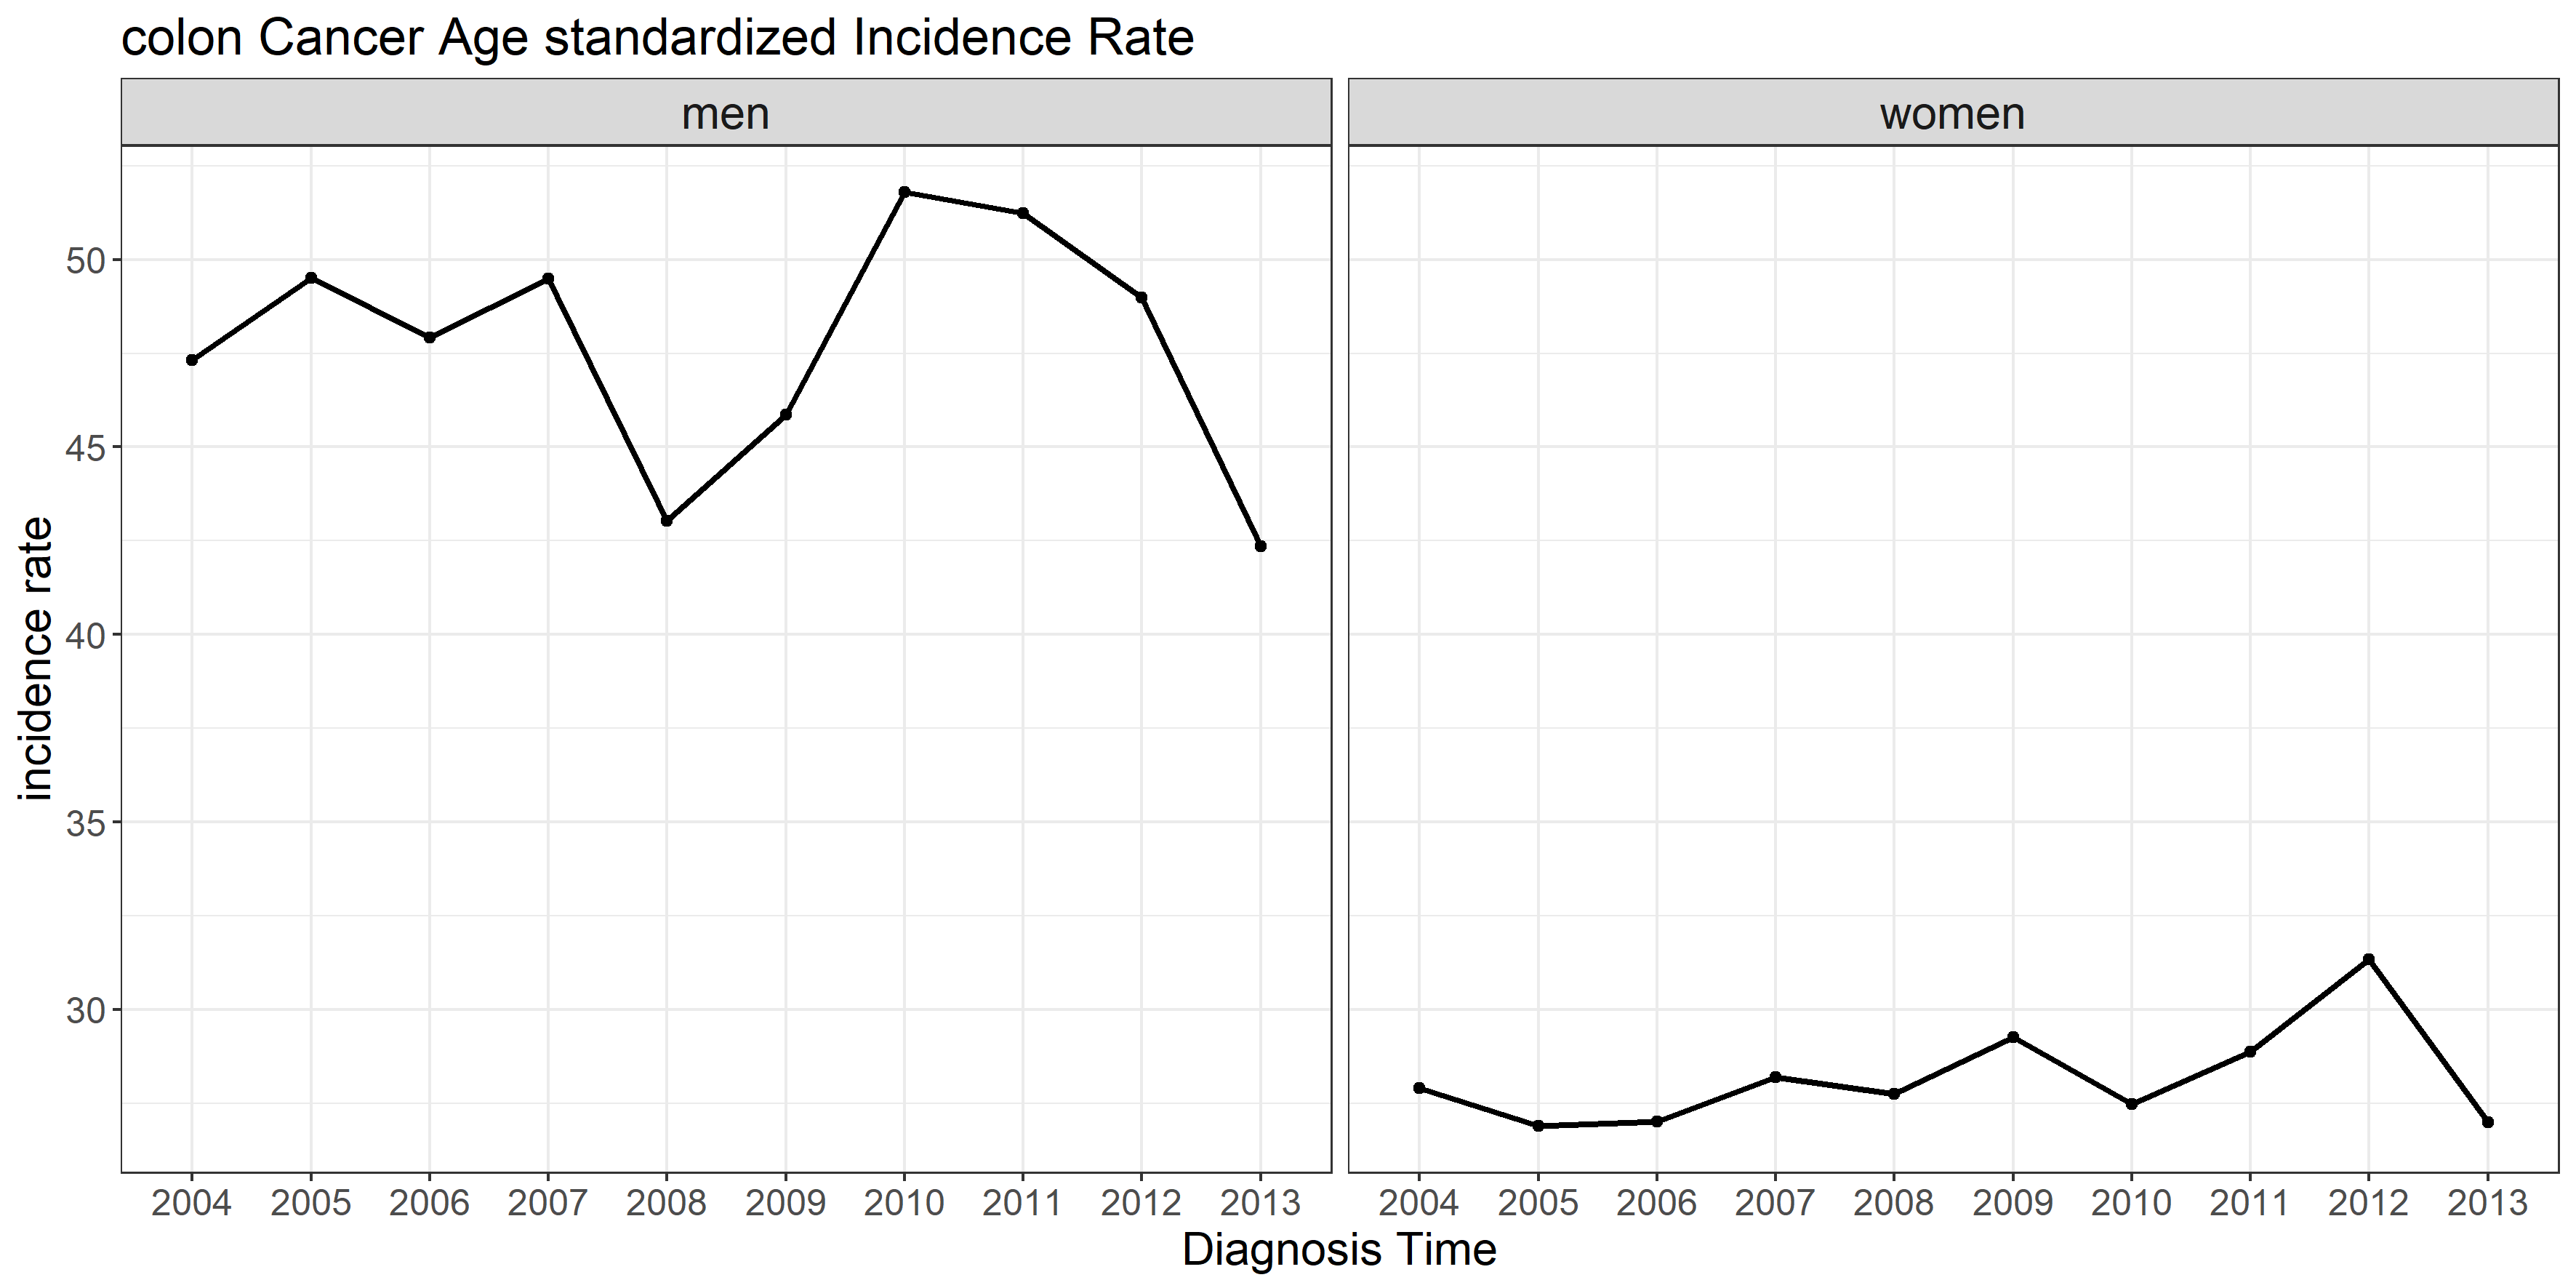 colon Cancer Age standardized Incidence Rate
men
women
incidence rate
50
45
40
35
30
2004 2005 2006 2007 2008 2009 2010 2011 2012 2013
2004 2005 2006 2007 2008 2009 2010 2011 2012 2013
Diagnosis Time